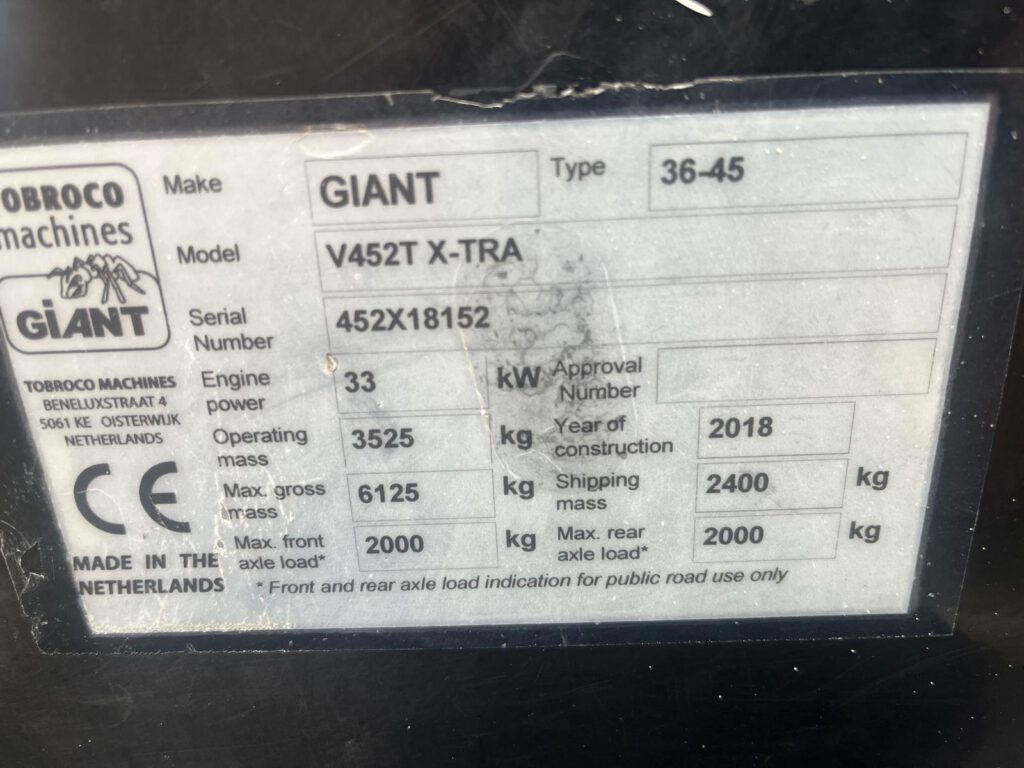 TOBROCO
machines
GiANT
TOBROCO MACHINES
BENELUXSTRAAT 4
5061 KE OISTERWIJK
NETHERLANDS
CE
MADE IN THE
NETHERLANDS
Make GIANT Type 36-45
Model V452T X-TRA
Serial
Number 452X18152
Engine
power 33 kW Approval
Number
Operating
mass 3525 kg Year of
construction 2018
Max. gross
mass 6125 kg Shipping
mass 2400 kg
Max. front
axle load* 2000 kg Max. rear
axle load* 2000 kg
* Front and rear axle load indication for public road use only